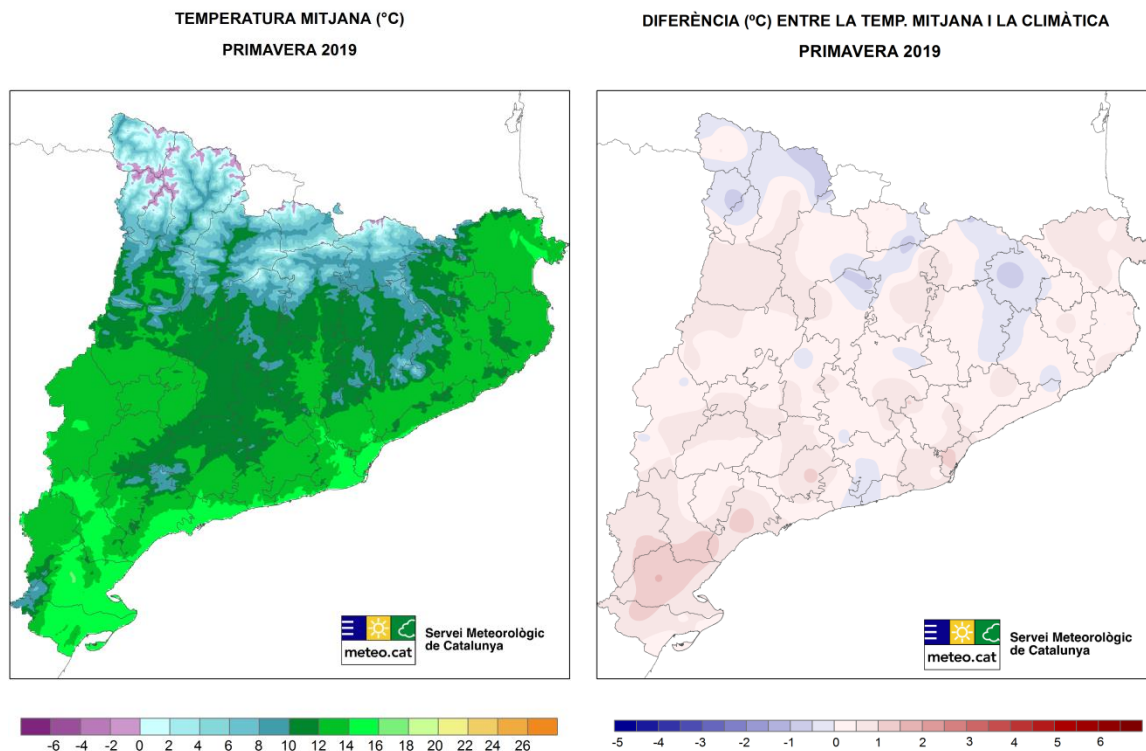 TEMPERATURA MITJANA (°C)
PRIMAVERA 2019
DIFERÈNCIA (ºC) ENTRE LA TEMP. MITJANA I LA CLIMÀTICA
PRIMAVERA 2019
meteo.cat
Servei Meteorològic
de Catalunya
meteo.cat
Servei Meteorològic
de Catalunya
-6 -4 -2 0 2 4 6 8 10 12 14 16 18 20 22 24 26
-5 -4 -3 -2 -1 0 1 2 3 4 5 6